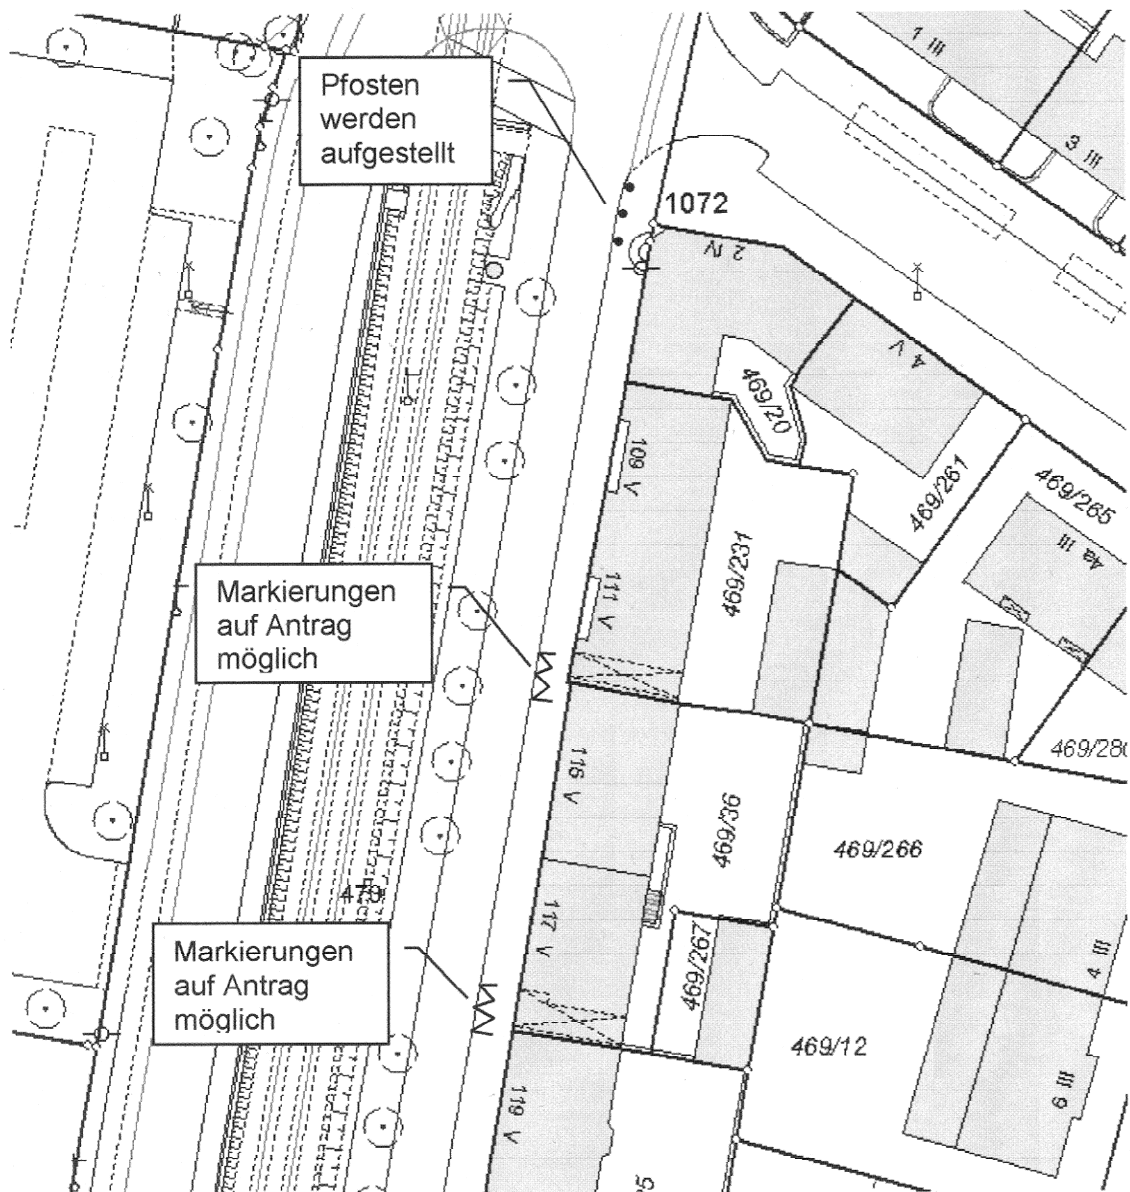 1 III
3 III
Pfosten
werden
aufgestellt
1072
2 IV
4 V
469/20
469/261
469/265
4a III
109 V
469/231
111 V
Markierungen
auf Antrag
möglich
116 V
469/36
469/266
469/280
479
117 V
469/267
Markierungen
auf Antrag
möglich
4 III
469/12
6 III
119 V